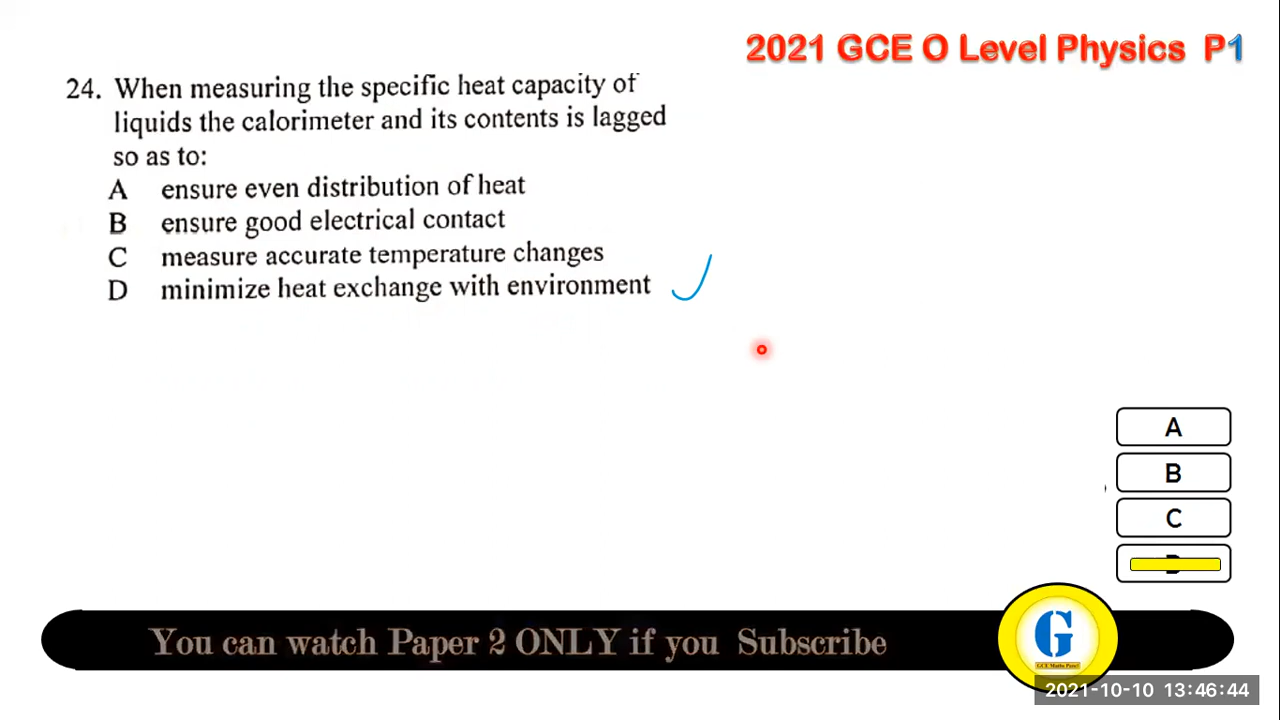 2021 GCE O Level Physics P1
24. When measuring the specific heat capacity of
liquids the calorimeter and its contents is lagged
so as to:
A ensure even distribution of heat
B ensure good electrical contact
C measure accurate temperature changes
D minimize heat exchange with environment
A
B
C
D
You can watch Paper 2 ONLY if you Subscribe
G
GCE Maths Panel
2021-10-10 13:46:44